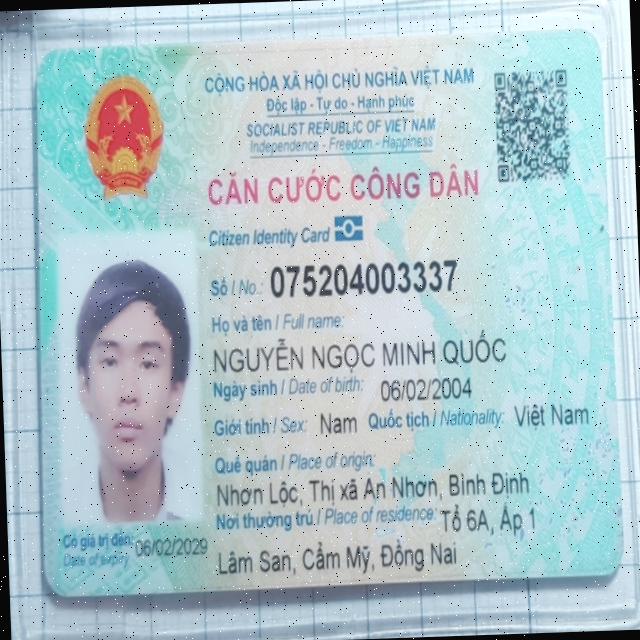 CỘNG HÒA XÃ HỘI CHỦ NGHĨA VIỆT NAM
Độc lập - Tự do - Hạnh phúc
SOCIALIST REPUBLIC OF VIET NAM
Independence - Freedom - Happiness
CĂN CƯỚC CÔNG DÂN
Citizen Identity Card
Số / No.: 075204003337
Họ và tên / Full name:
NGUYỄN NGỌC MINH QUỐC
Ngày sinh / Date of birth: 06/02/2004
Giới tính / Sex: Nam Quốc tịch / Nationality: Việt Nam
Quê quán / Place of origin:
Nhơn Lộc, Thị xã An Nhơn, Bình Định
Nơi thường trú / Place of residence: Tổ 6A, Ấp 1
Lâm San, Cẩm Mỹ, Đồng Nai
Có giá trị đến: 06/02/2029
Date of expiry